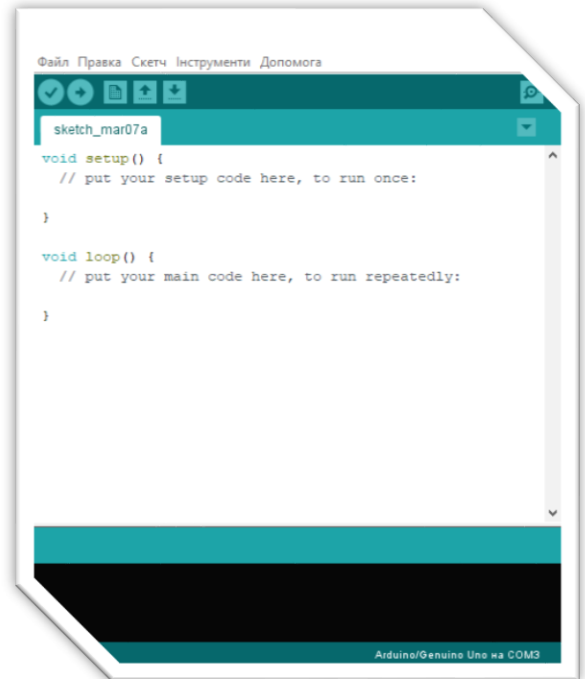 Файл Правка Скетч Інструменти Допомога
sketch_mar07a
void setup() {
  // put your setup code here, to run once:
}
void loop() {
  // put your main code here, to run repeatedly:
}
Arduino/Genuino Uno на COM3